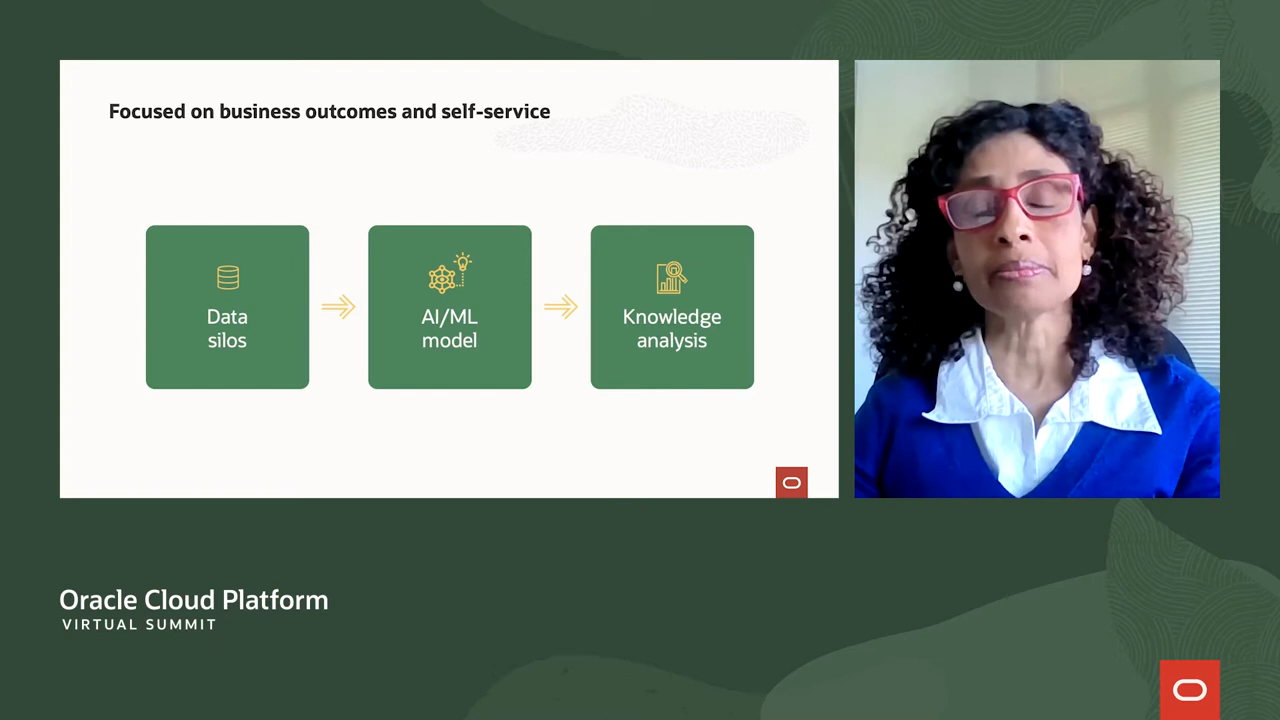 Focused on business outcomes and self-service
Data
silos
AI/ML
model
Knowledge
analysis
Oracle Cloud Platform
VIRTUAL SUMMIT